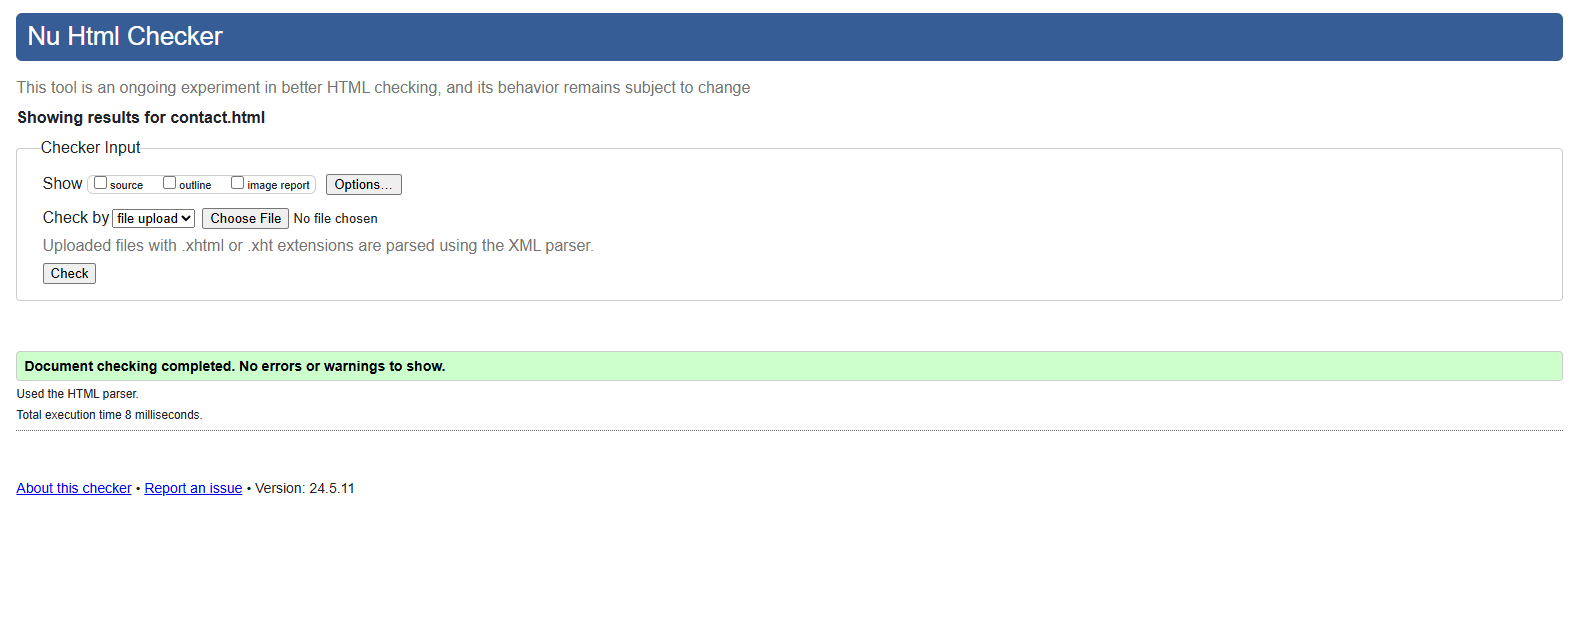 Nu Html Checker
This tool is an ongoing experiment in better HTML checking, and its behavior remains subject to change
Showing results for contact.html
Checker Input
Show source outline image report Options...
Check by file upload Choose File No file chosen
Uploaded files with .xhtml or .xht extensions are parsed using the XML parser.
Check
Document checking completed. No errors or warnings to show.
Used the HTML parser.
Total execution time 8 milliseconds.
About this checker • Report an issue • Version: 24.5.11